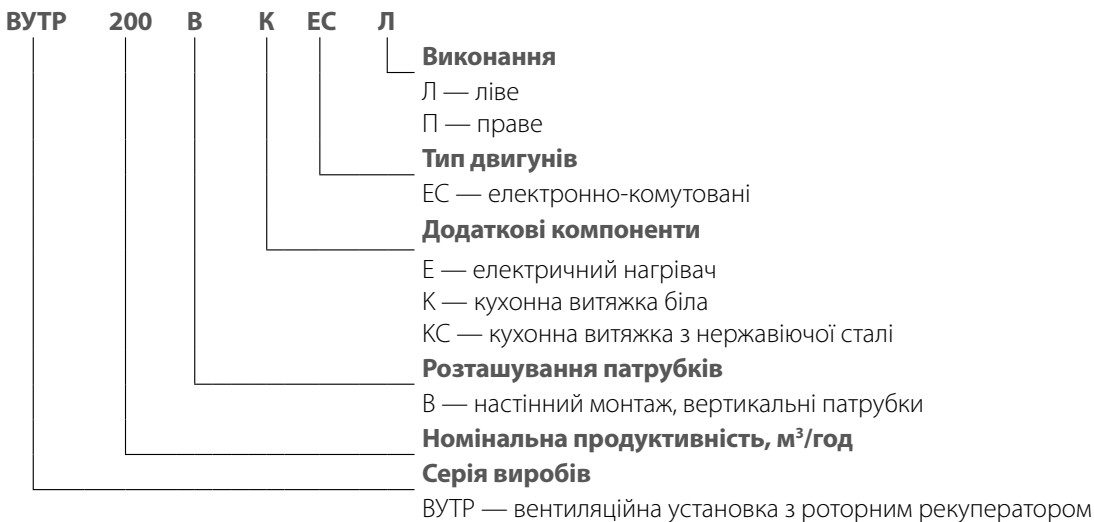 ВУТР 200 В К ЕС Л
Виконання
Л — ліве
П — праве
Тип двигунів
ЕС — електронно-комутовані
Додаткові компоненти
Е — електричний нагрівач
К — кухонна витяжка біла
КС — кухонна витяжка з нержавіючої сталі
Розташування патрубків
В — настінний монтаж, вертикальні патрубки
Номінальна продуктивність, м³/год
Серія виробів
ВУТР — вентиляційна установка з роторним рекуператором